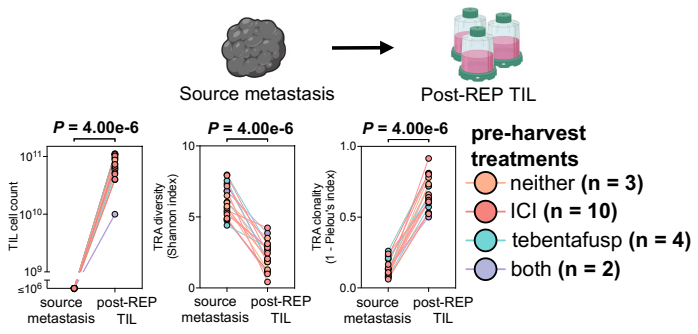 Source metastasis
Post-REP TIL
P = 4.00e-6
P = 4.00e-6
P = 4.00e-6
TIL cell count
10¹¹
10¹⁰
10⁹
≤10⁶
source metastasis
post-REP TIL
TRA diversity
(Shannon index)
10
5
0
source metastasis
post-REP TIL
TRA clonality
(1 - Pielou's index)
1.0
0.5
0.0
source metastasis
post-REP TIL
pre-harvest
treatments
neither (n = 3)
ICI (n = 10)
tebentafusp (n = 4)
both (n = 2)